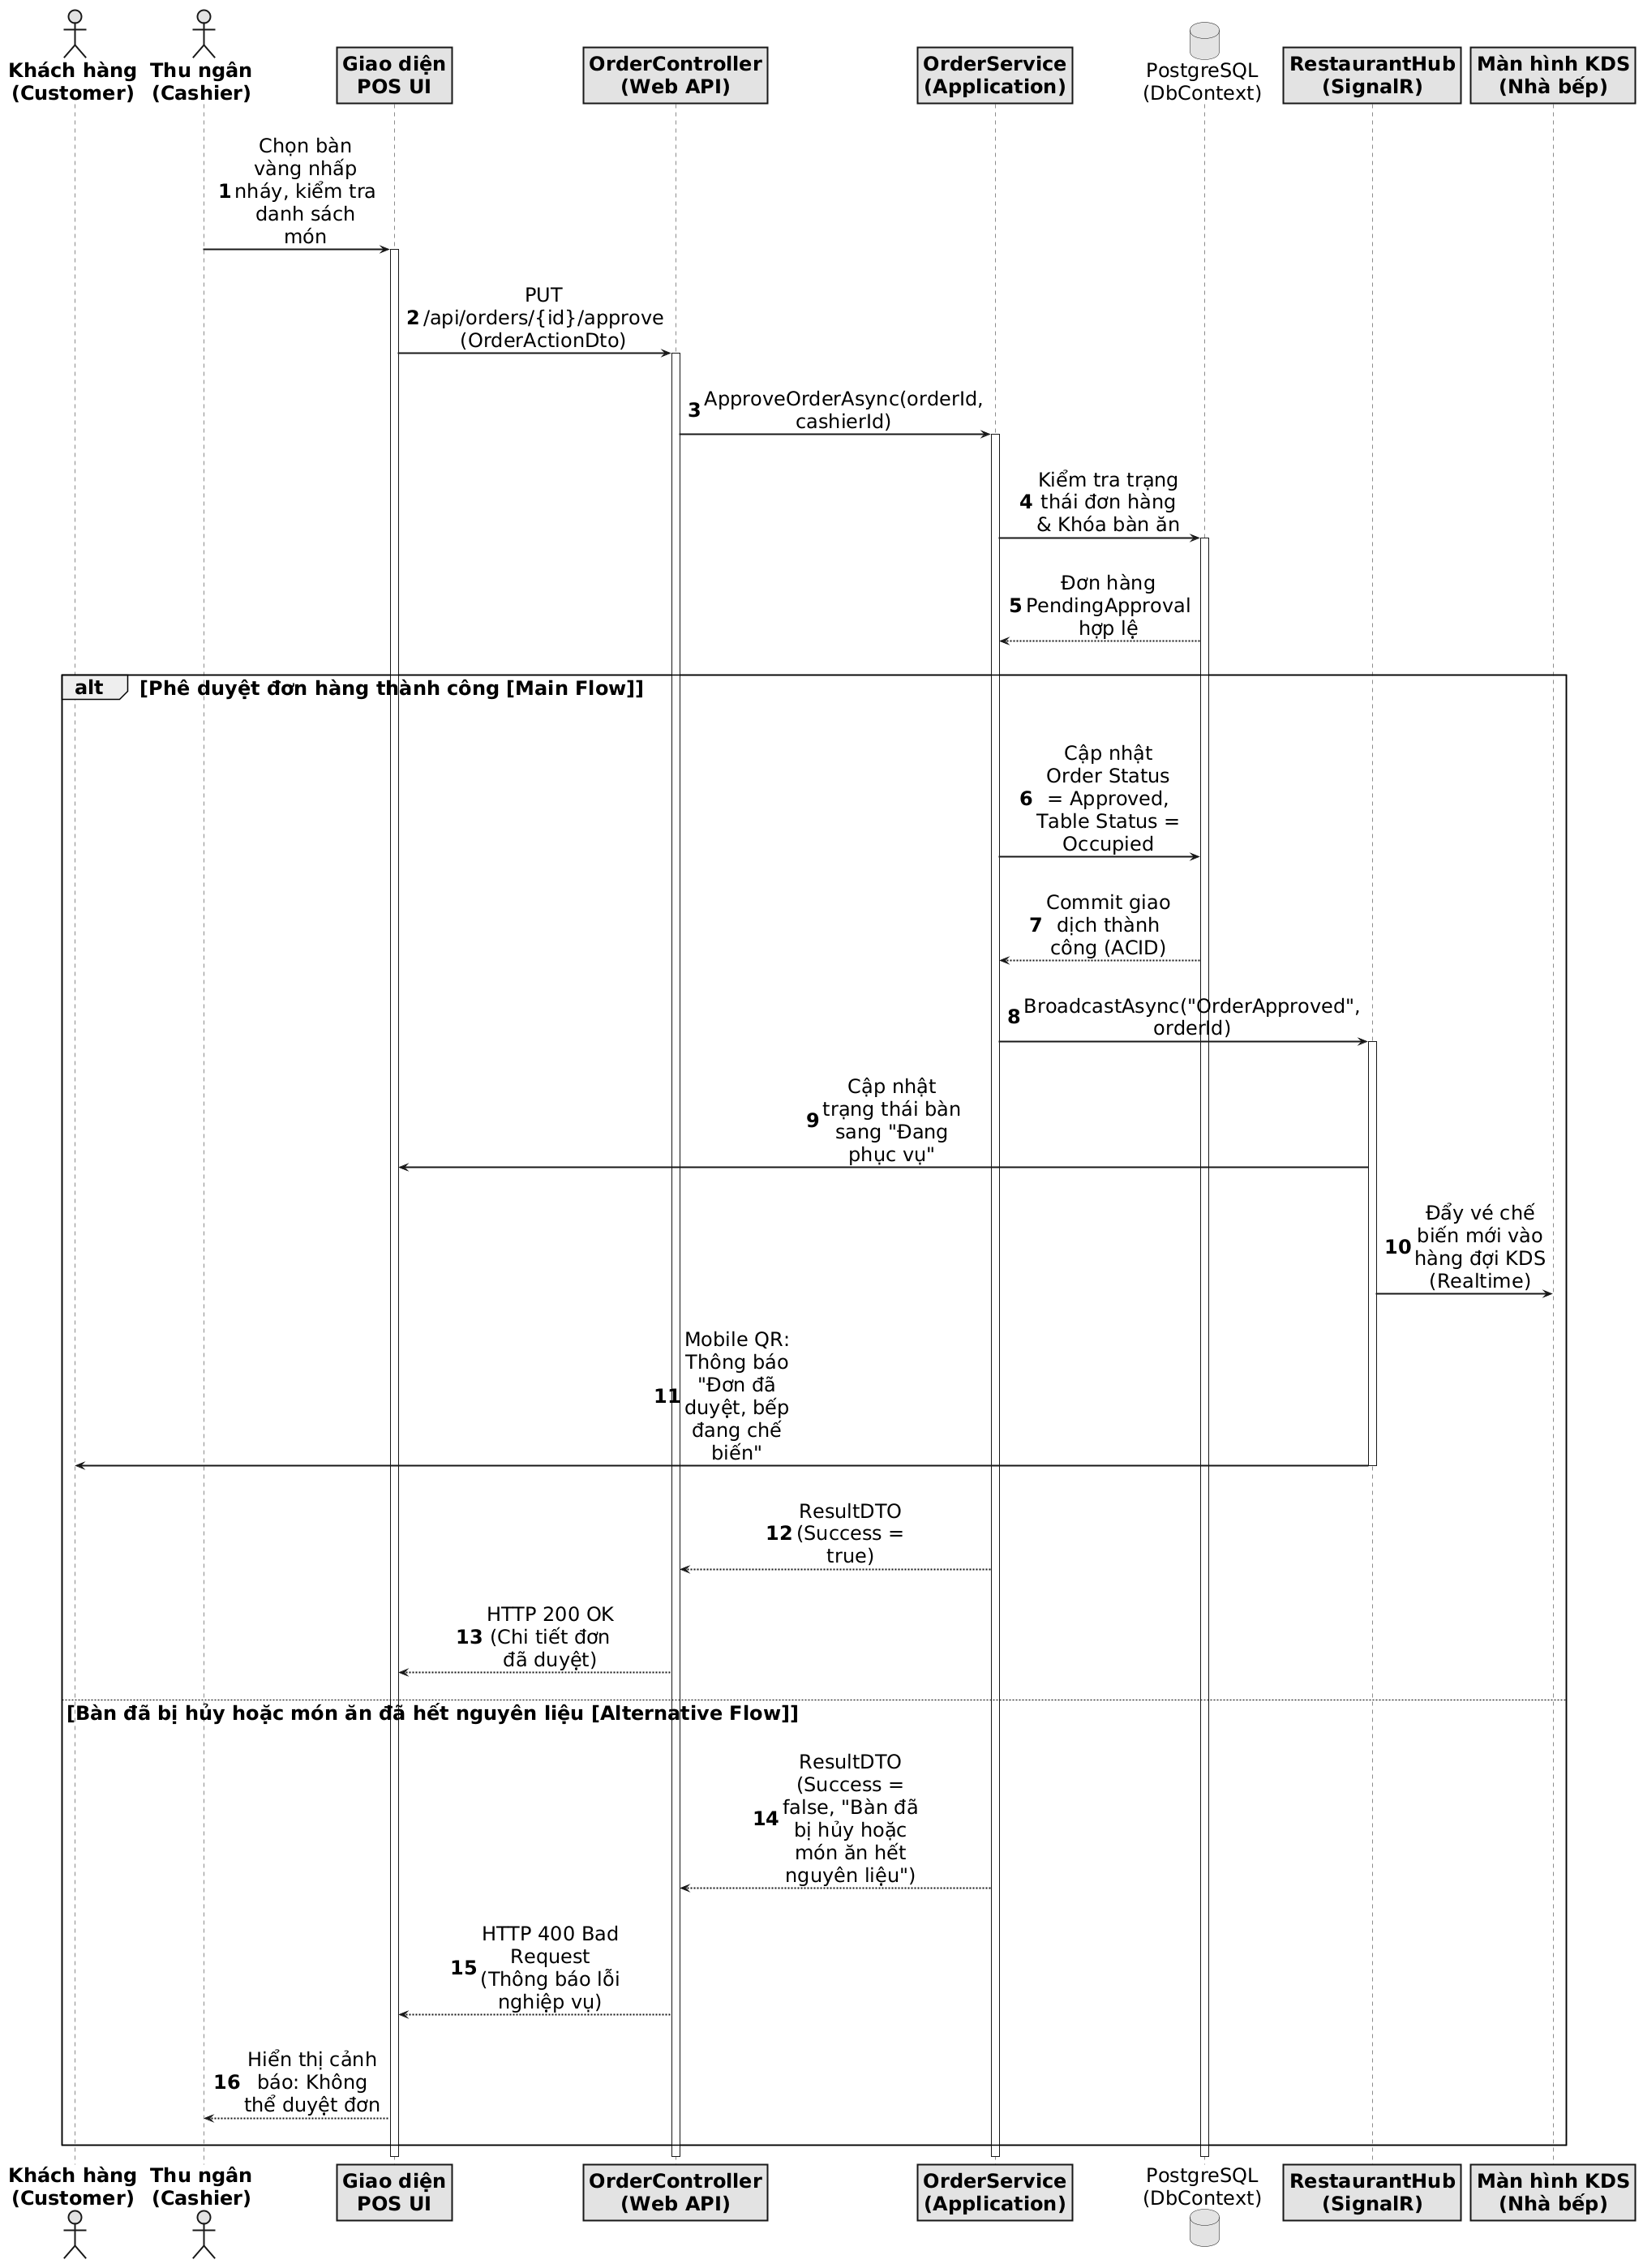 Khách hàng
(Customer)
Thu ngân
(Cashier)
Giao diện
POS UI
OrderController
(Web API)
OrderService
(Application)
PostgreSQL
(DbContext)
RestaurantHub
(SignalR)
Màn hình KDS
(Nhà bếp)
1
Chọn bàn
vàng nhấp
nháy, kiểm tra
danh sách
món
2
PUT
/api/orders/{id}/approve
(OrderActionDto)
3
ApproveOrderAsync(orderId,
cashierId)
4
Kiểm tra trạng
thái đơn hàng
& Khóa bàn ăn
5
Đơn hàng
PendingApproval
hợp lệ
alt
[Phê duyệt đơn hàng thành công [Main Flow]]
6
Cập nhật
Order Status
= Approved,
Table Status =
Occupied
7
Commit giao
dịch thành
công (ACID)
8
BroadcastAsync("OrderApproved",
orderId)
9
Cập nhật
trạng thái bàn
sang "Đang
phục vụ"
10
Đẩy vé chế
biến mới vào
hàng đợi KDS
(Realtime)
11
Mobile QR:
Thông báo
"Đơn đã
duyệt, bếp
đang chế
biến"
12
ResultDTO
(Success =
true)
13
HTTP 200 OK
(Chi tiết đơn
đã duyệt)
[Bàn đã bị hủy hoặc món ăn đã hết nguyên liệu [Alternative Flow]]
14
ResultDTO
(Success =
false, "Bàn đã
bị hủy hoặc
món ăn hết
nguyên liệu")
15
HTTP 400 Bad
Request
(Thông báo lỗi
nghiệp vụ)
16
Hiển thị cảnh
báo: Không
thể duyệt đơn
Khách hàng
(Customer)
Thu ngân
(Cashier)
Giao diện
POS UI
OrderController
(Web API)
OrderService
(Application)
PostgreSQL
(DbContext)
RestaurantHub
(SignalR)
Màn hình KDS
(Nhà bếp)